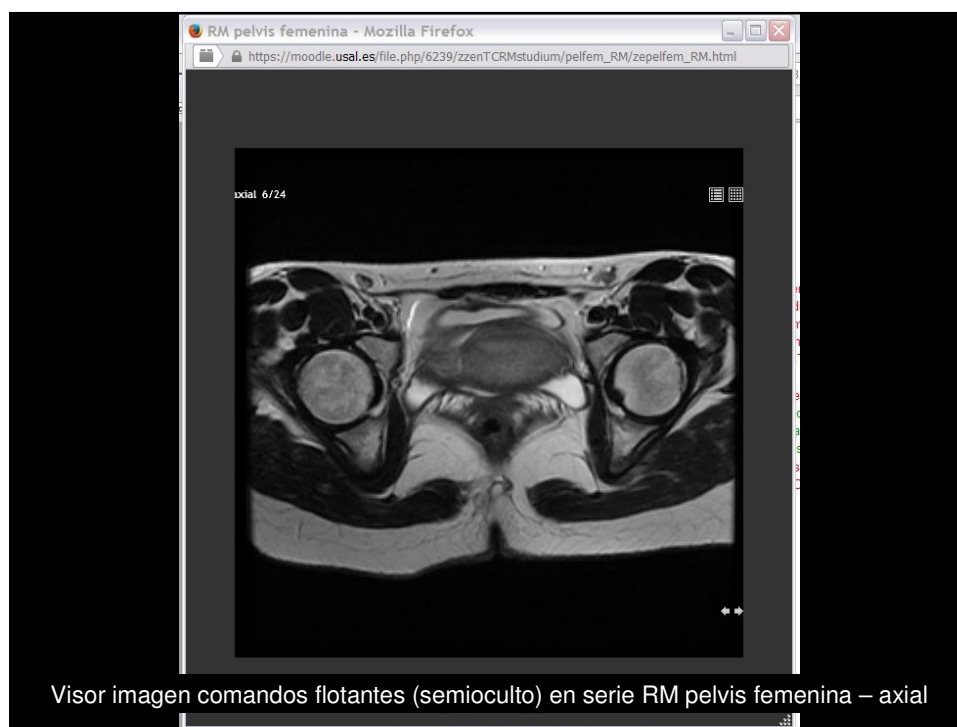 RM pelvis femenina - Mozilla Firefox
https://moodle.usal.es/file.php/6239/zzenTCRMstudium/pelfem_RM/zepelfem_RM.html
axial 6/24
Visor imagen comandos flotantes (semioculto) en serie RM pelvis femenina – axial